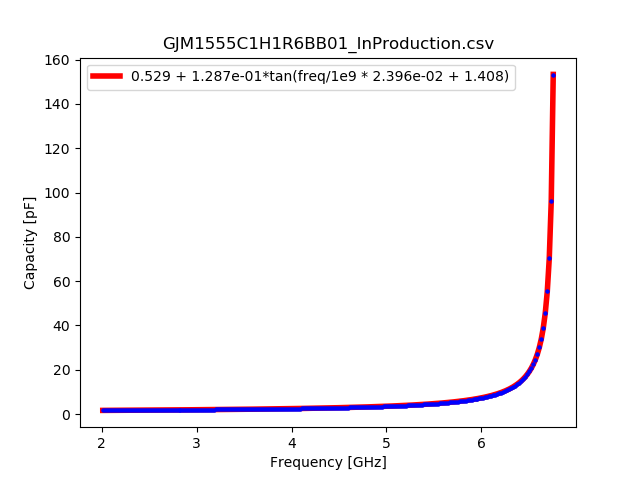 GJM1555C1H1R6BB01_InProduction.csv
0.529 + 1.287e-01*tan(freq/1e9 * 2.396e-02 + 1.408)
160
140
120
100
80
60
40
20
0
Capacity [pF]
2 3 4 5 6
Frequency [GHz]